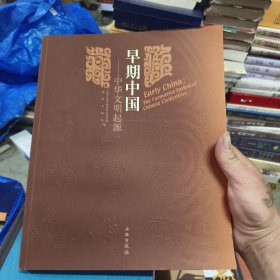 早期中国
——中华文明起源
Early China:
The Formative Period of
Chinese Civilization
文物出版社